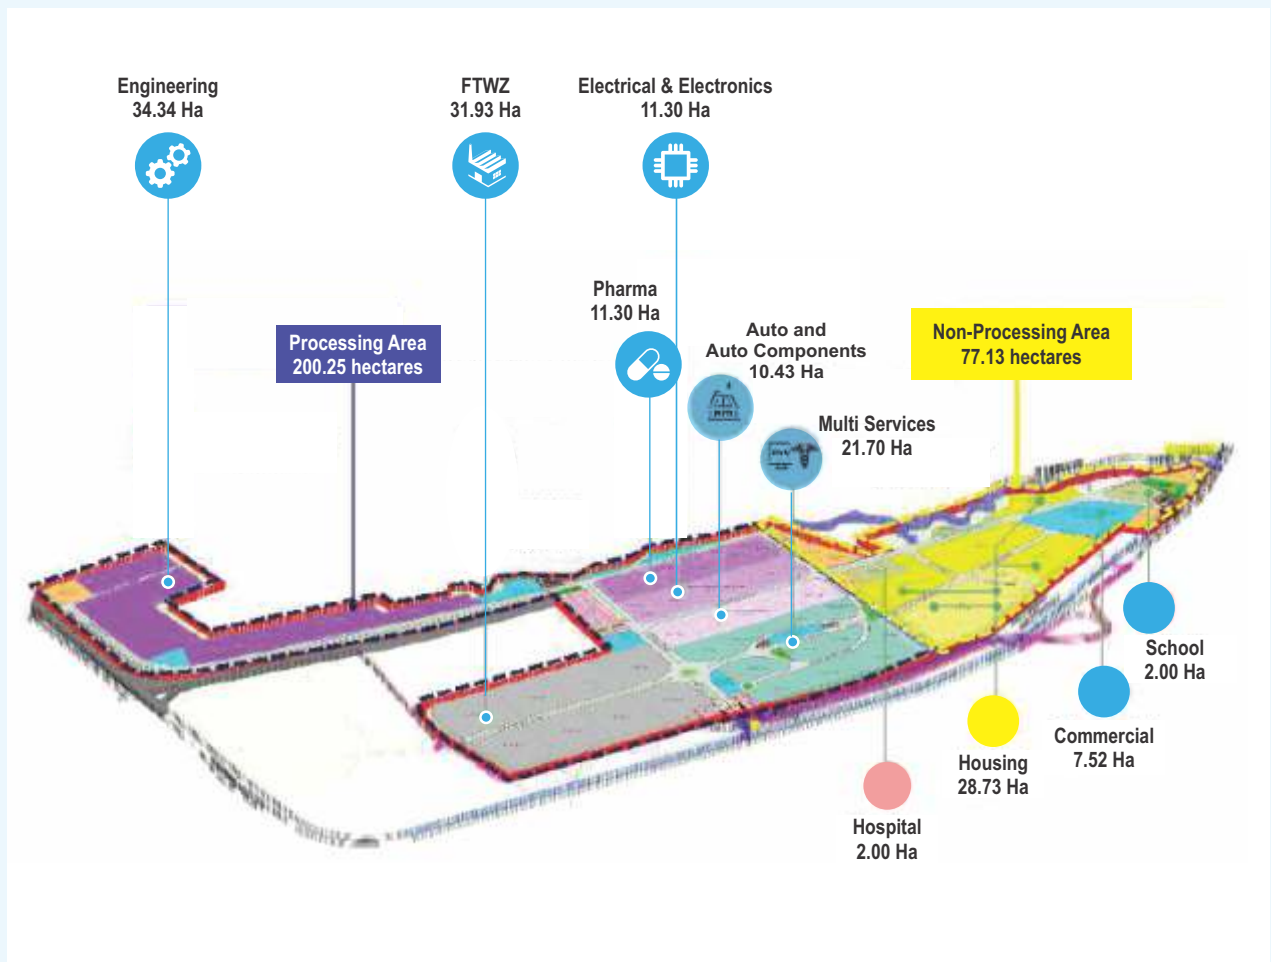 Engineering
34.34 Ha
FTWZ
31.93 Ha
Electrical & Electronics
11.30 Ha
Pharma
11.30 Ha
Processing Area
200.25 hectares
Auto and
Auto Components
10.43 Ha
Non-Processing Area
77.13 hectares
Multi Services
21.70 Ha
School
2.00 Ha
Commercial
7.52 Ha
Housing
28.73 Ha
Hospital
2.00 Ha